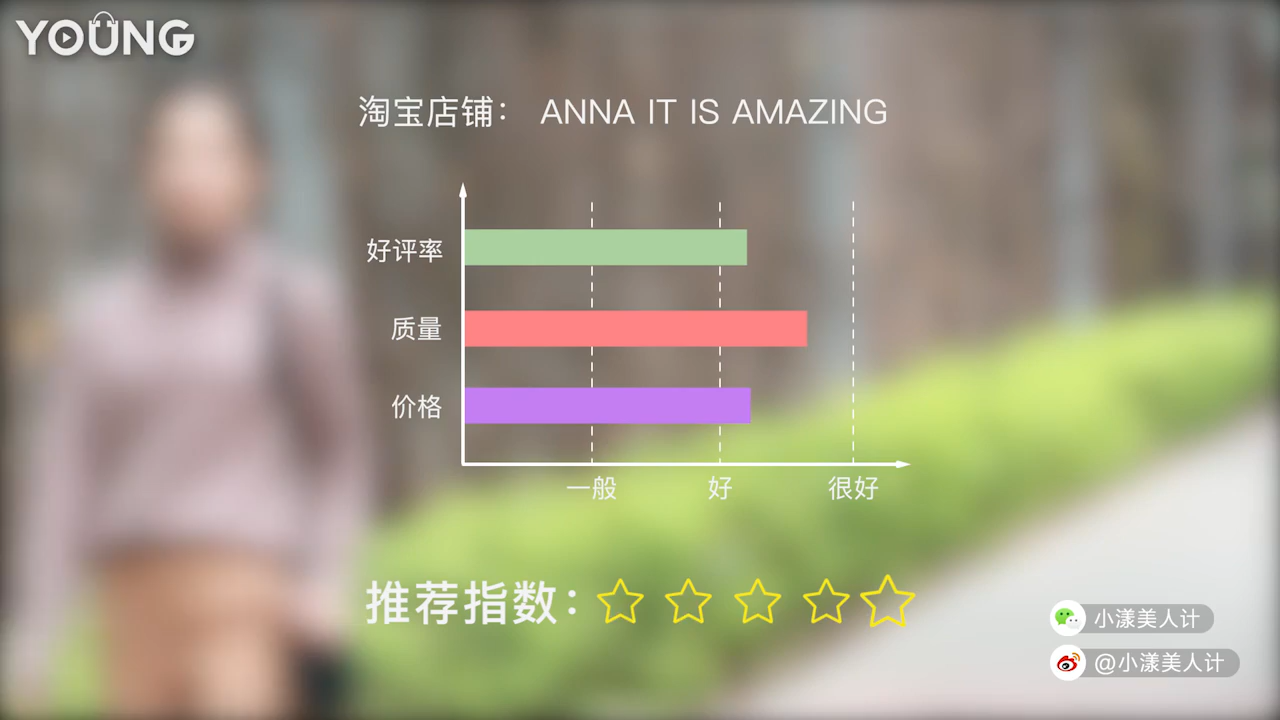 YOUNG
淘宝店铺： ANNA IT IS AMAZING
好评率
质量
价格
一般 好 很好
推荐指数：
小漾美人计
@小漾美人计